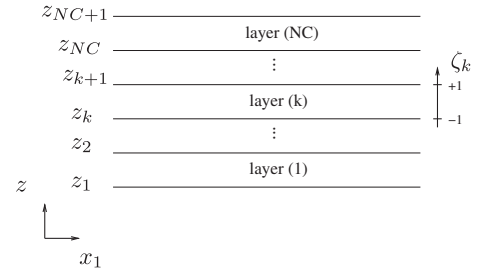 z_{NC+1}
layer (NC)
z_{NC}
⋮
z_{k+1}
ζ_k
+1
layer (k)
z_k
−1
⋮
z_2
layer (1)
z z_1
x_1